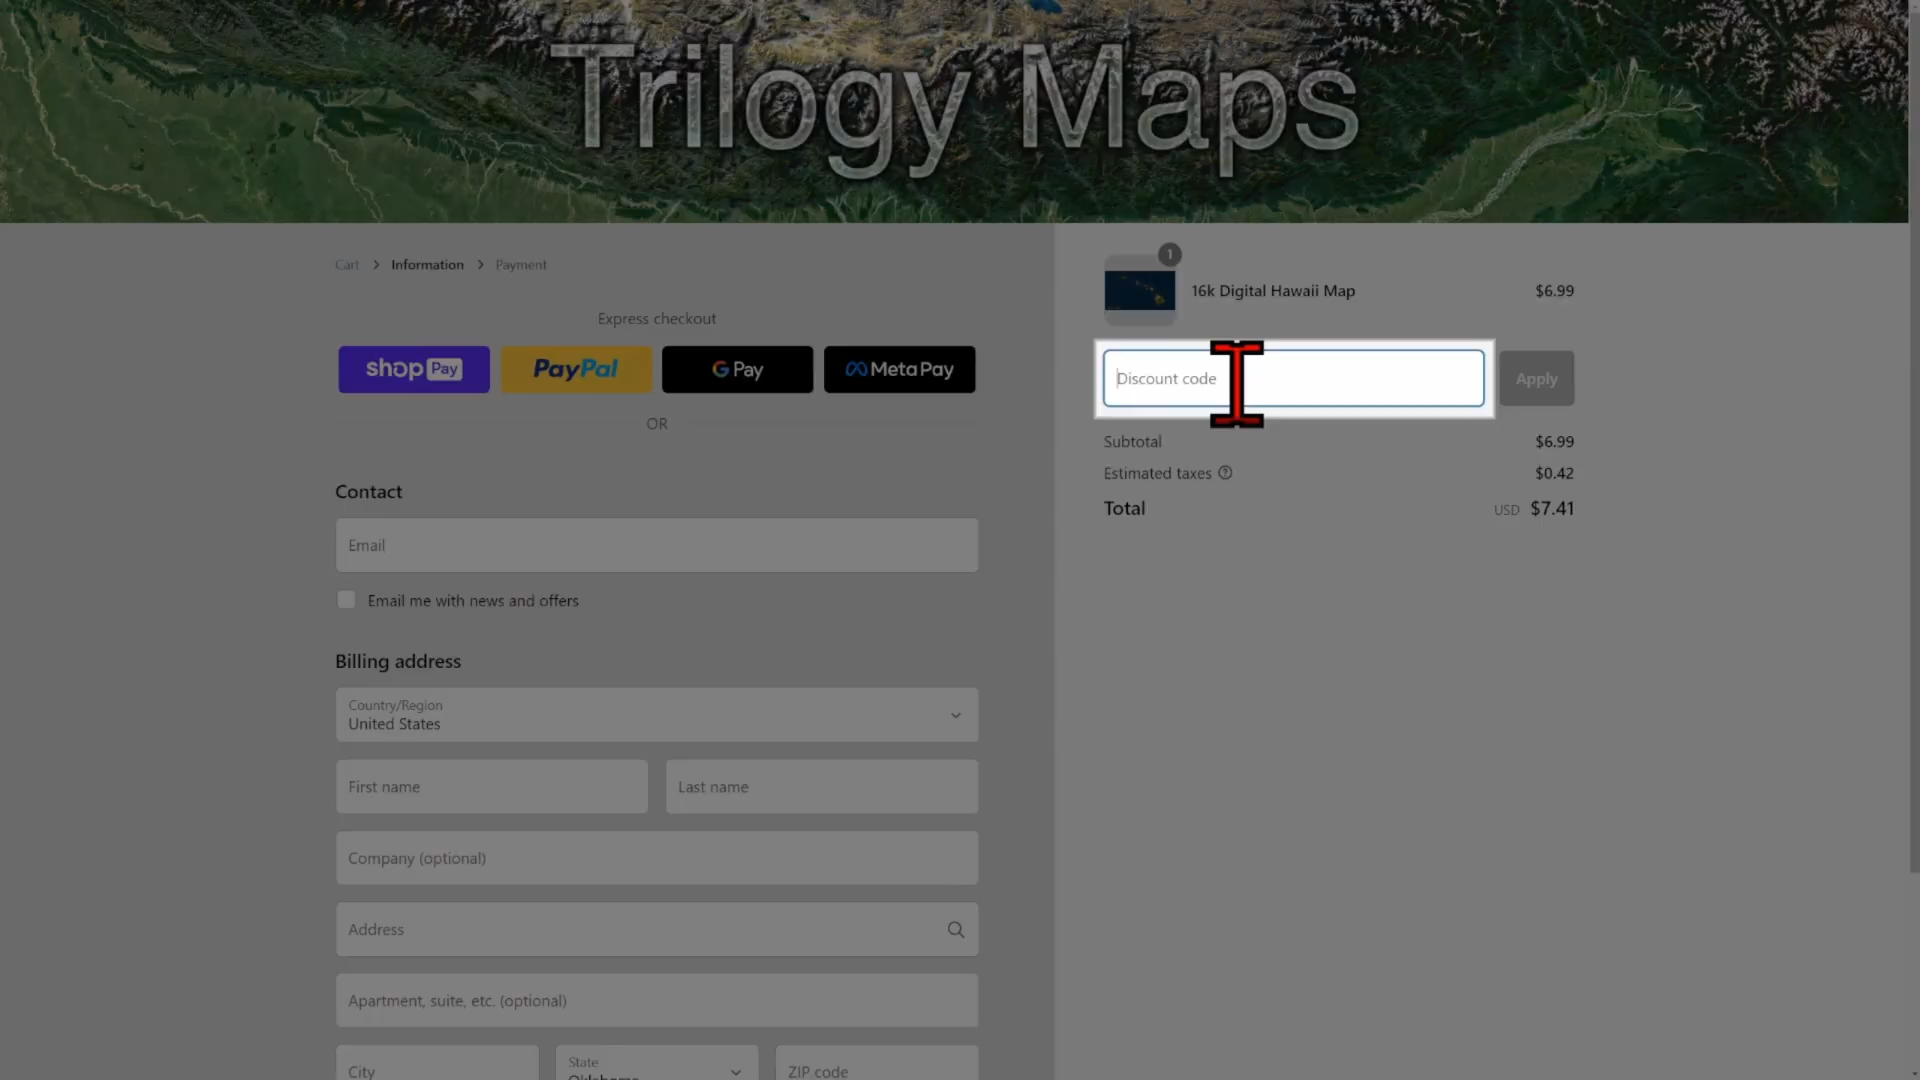 Trilogy Maps
Cart > Information > Payment
Express checkout
shop Pay
PayPal
G Pay
Meta Pay
OR
Contact
Email
Email me with news and offers
Billing address
Country/Region
United States
First name
Last name
Company (optional)
Address
Apartment, suite, etc. (optional)
City
State
Oklahoma
ZIP code
1
16k Digital Hawaii Map
$6.99
Discount code
Apply
Subtotal
$6.99
Estimated taxes
$0.42
Total
USD $7.41